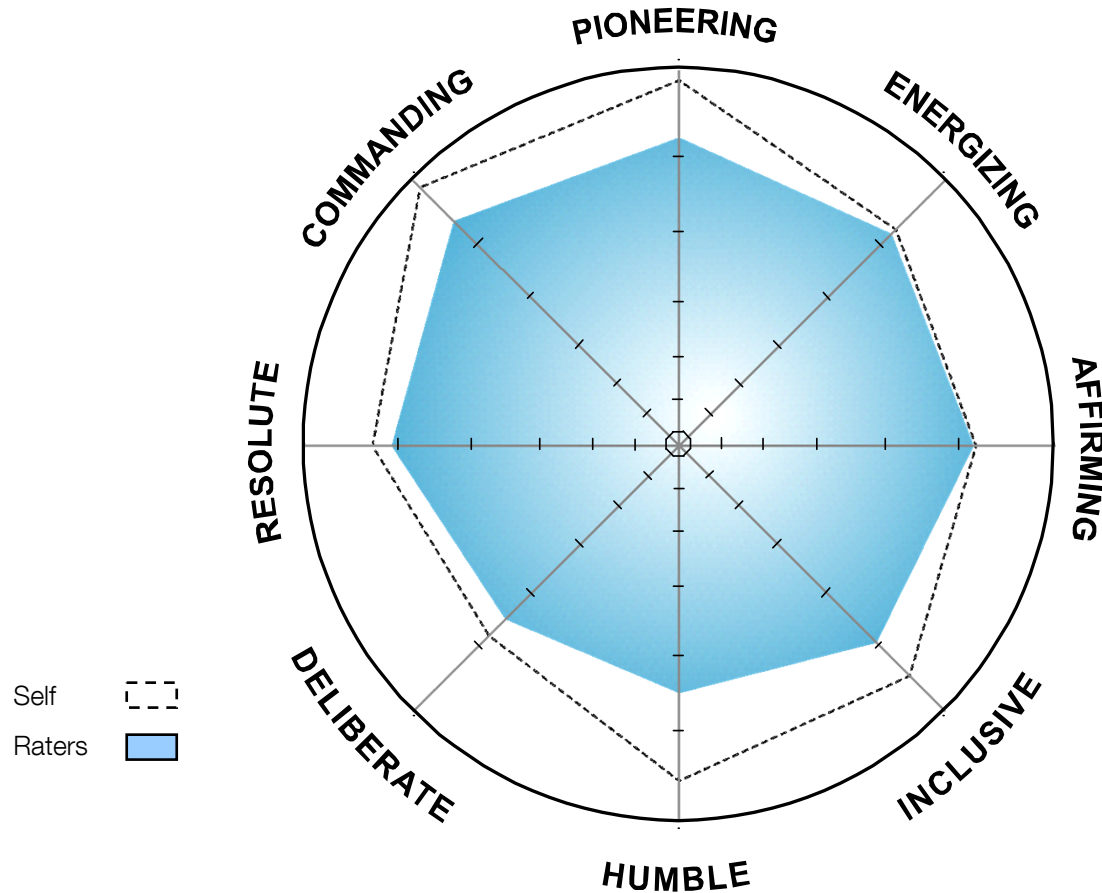 PIONEERING
ENERGIZING
AFFIRMING
INCLUSIVE
HUMBLE
DELIBERATE
RESOLUTE
COMMANDING
Self
Raters